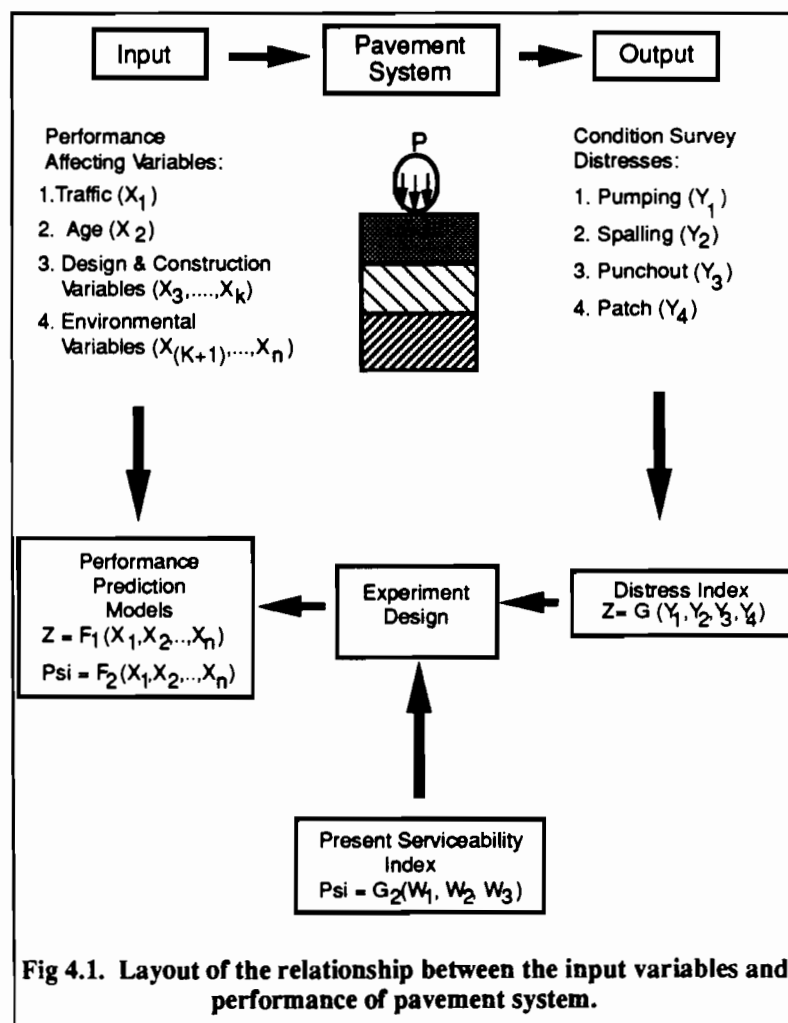 Input
Pavement
System
Output
Performance
Affecting Variables:
1.Traffic (X₁)
2. Age (X₂)
3. Design & Construction
Variables (X₃,....,Xₖ)
4. Environmental
Variables (X₍K₊₁₎,...,Xₙ)
P
Condition Survey
Distresses:
1. Pumping (Y₁)
2. Spalling (Y₂)
3. Punchout (Y₃)
4. Patch (Y₄)
Performance
Prediction
Models
Z = F₁(X₁,X₂,..,Xₙ)
Psi = F₂(X₁,X₂,..,Xₙ)
Experiment
Design
Distress Index
Z= G (Y₁,Y₂,Y₃,Y₄)
Present Serviceability
Index
Psi = G₂(W₁, W₂ W₃)
Fig 4.1. Layout of the relationship between the input variables and
performance of pavement system.